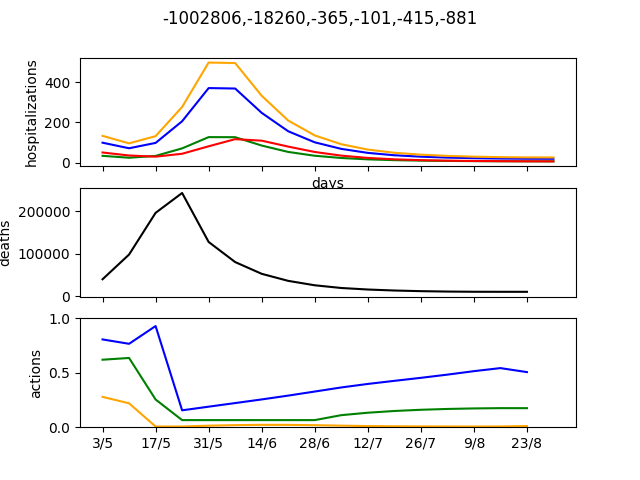 -1002806,-18260,-365,-101,-415,-881
hospitalizations
400
200
0
days
deaths
200000
100000
0
actions
1.0
0.5
0.0
3/5 17/5 31/5 14/6 28/6 12/7 26/7 9/8 23/8